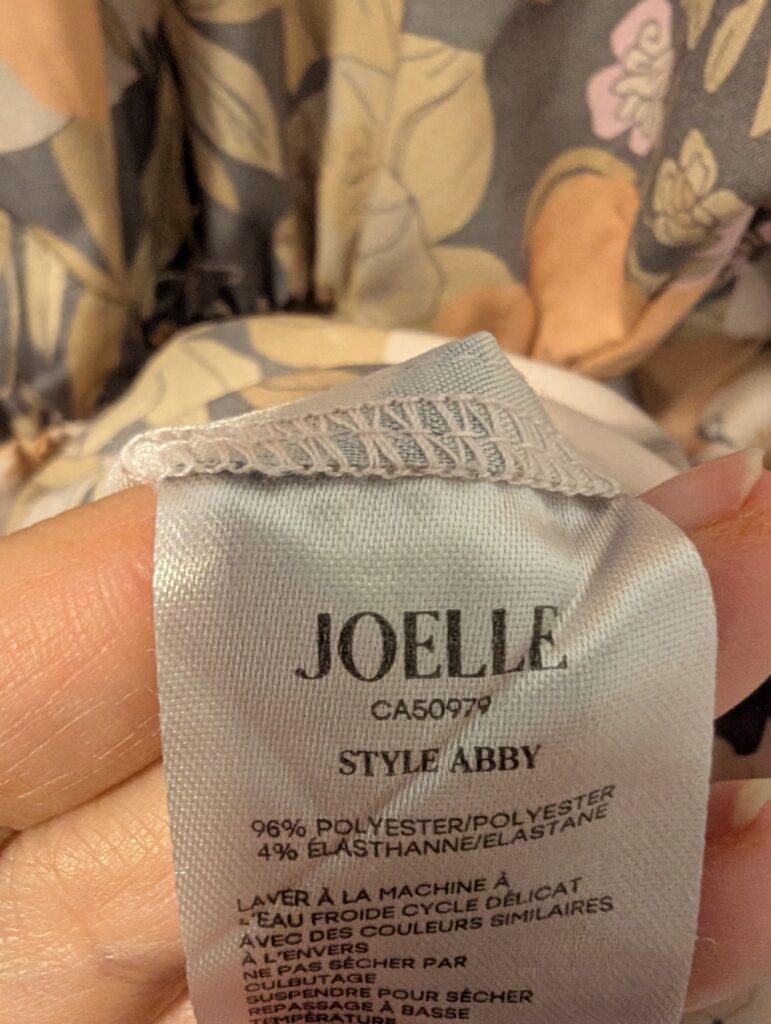 JOELLE
CA50979
STYLE ABBY
96% POLYESTER/POLYESTER
4% ÉLASTHANNE/ELASTANE
LAVER À LA MACHINE À
L'EAU FROIDE CYCLE DÉLICAT
AVEC DES COULEURS SIMILAIRES
À L'ENVERS
NE PAS SÉCHER PAR
CULBUTAGE
SUSPENDRE POUR SÉCHER
REPASSAGE À BASSE
TEMPÉRATURE